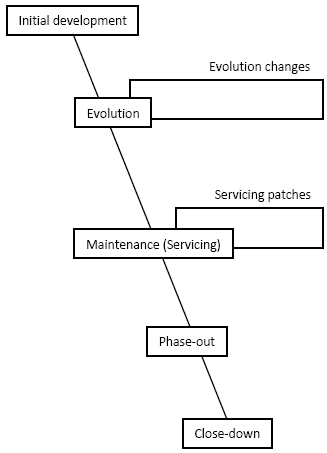 Initial development
Evolution changes
Evolution
Servicing patches
Maintenance (Servicing)
Phase-out
Close-down